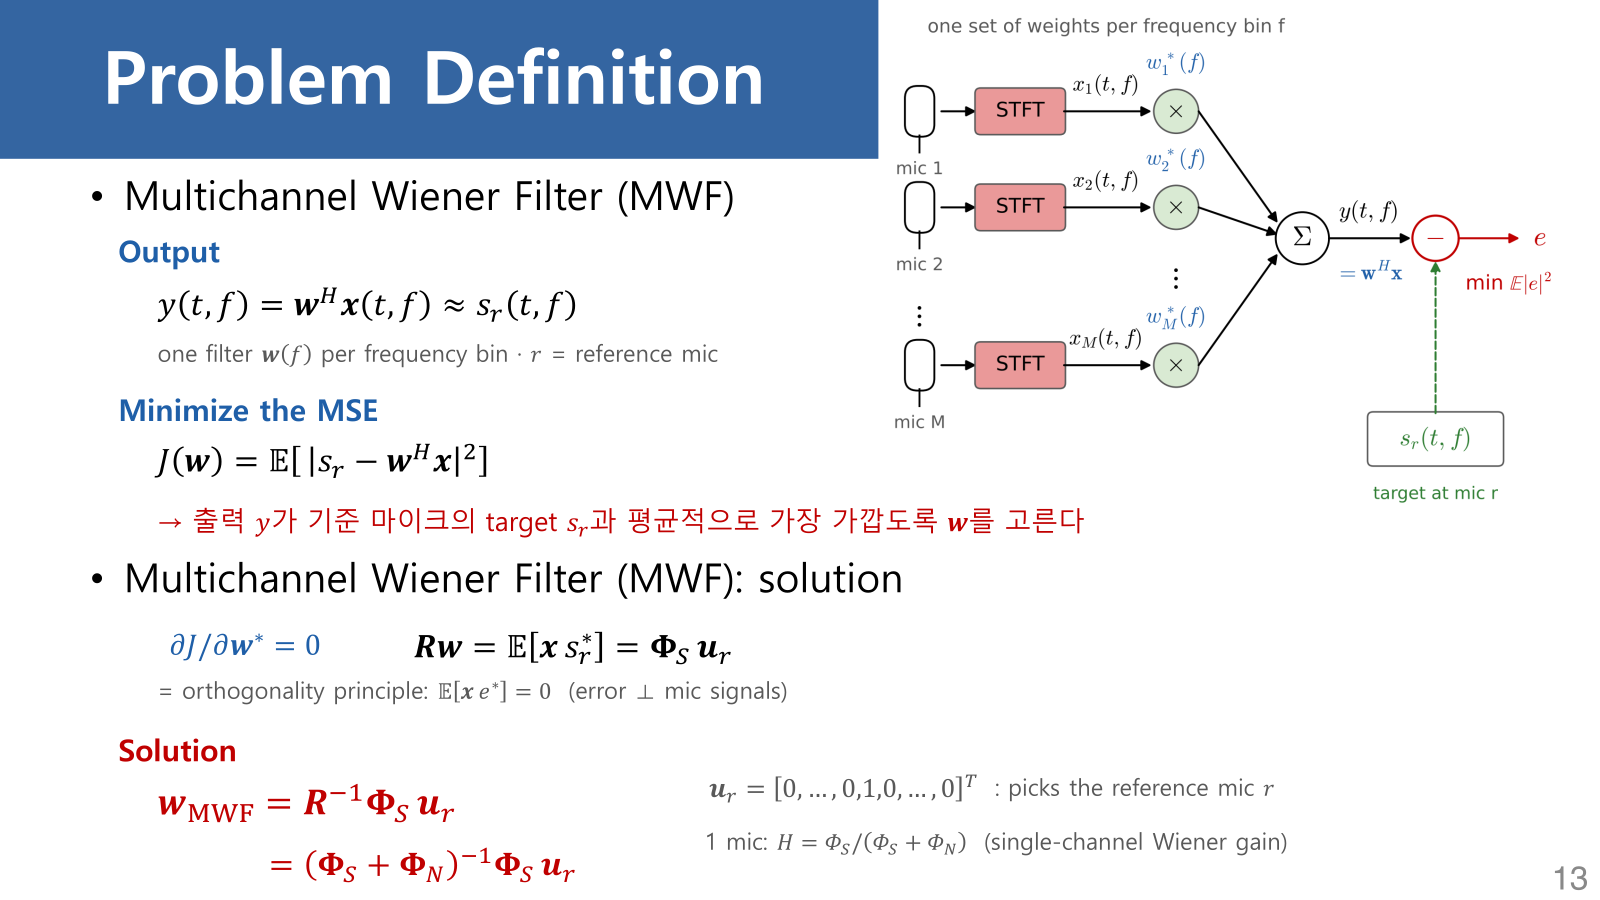 Problem Definition
• Multichannel Wiener Filter (MWF)
Output
y(t, f) = w^H x(t, f) ≈ s_r(t, f)
one filter w(f) per frequency bin · r = reference mic
Minimize the MSE
J(w) = 𝔼[ |s_r − w^H x|^2]
→ 출력 y가 기준 마이크의 target s_r과 평균적으로 가장 가깝도록 w를 고른다
• Multichannel Wiener Filter (MWF): solution
∂J/∂w* = 0
Rw = 𝔼[x s_r^*] = Φ_S u_r
= orthogonality principle: 𝔼[x e*] = 0 (error ⊥ mic signals)
Solution
w_MWF = R^−1 Φ_S u_r
= (Φ_S + Φ_N)^−1 Φ_S u_r
u_r = [0, … ,0,1,0, … ,0]^T : picks the reference mic r
1 mic: H = Φ_S/(Φ_S + Φ_N) (single-channel Wiener gain)
one set of weights per frequency bin f
mic 1
STFT
x_1(t, f)
w_1^*(f)
×
mic 2
STFT
x_2(t, f)
w_2^*(f)
×
⋮
⋮
mic M
STFT
x_M(t, f)
w_M^*(f)
×
Σ
y(t, f)
= w^H x
−
e
min 𝔼|e|^2
s_r(t, f)
target at mic r
13